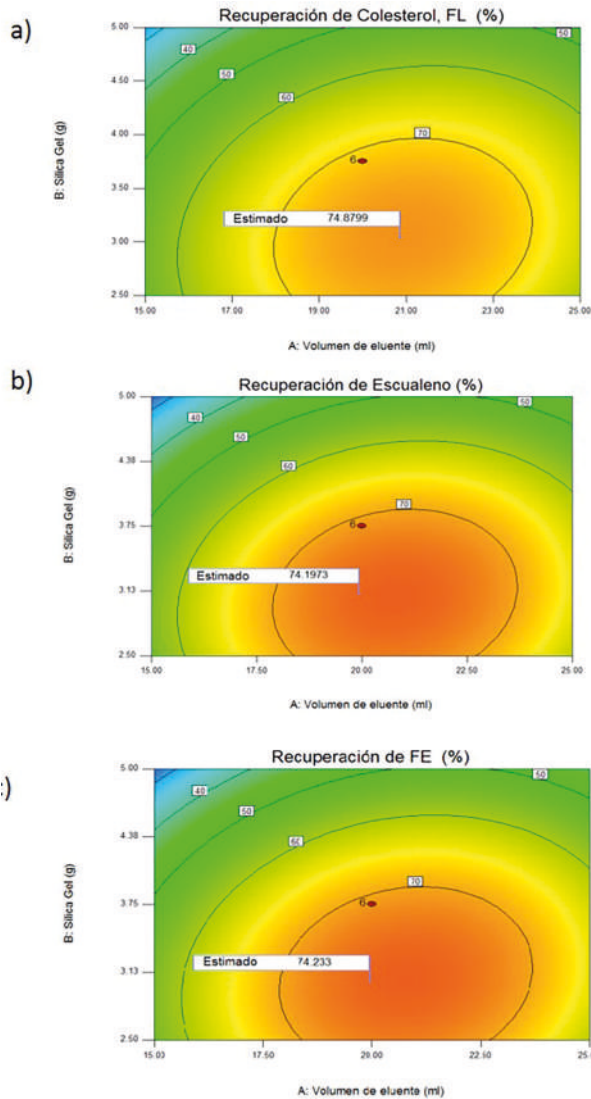 a)
Recuperación de Colesterol, FL (%)
5.00
4.50
4.00
3.50
3.00
2.50
B: Silica Gel (g)
40
50
60
70
50
6
Estimado 74.8799
15.00 17.00 19.00 21.00 23.00 25.00
A: Volumen de eluente (ml)
b)
Recuperación de Escualeno (%)
5.00
4.38
3.75
3.13
2.50
B: Silica Gel (g)
40
50
60
70
50
6
Estimado 74.1973
15.00 17.50 20.00 22.50 25.00
A: Volumen de eluente (ml)
:)
Recuperación de FE (%)
5.00
4.38
3.75
3.13
2.50
B: Silica Gel (g)
40
50
60
70
50
6
Estimado 74.233
15.00 17.50 20.00 22.50 25.00
A: Volumen de eluente (ml)